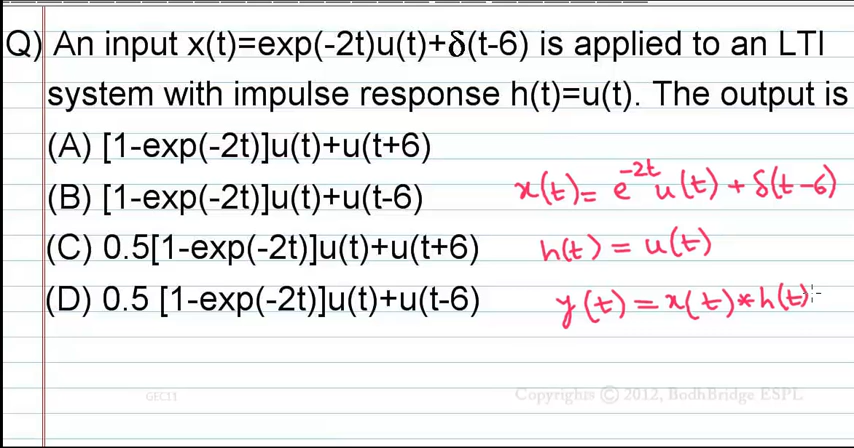 Q) An input x(t)=exp(-2t)u(t)+δ(t-6) is applied to an LTI
system with impulse response h(t)=u(t). The output is
(A) [1-exp(-2t)]u(t)+u(t+6)
(B) [1-exp(-2t)]u(t)+u(t-6)
(C) 0.5[1-exp(-2t)]u(t)+u(t+6)
(D) 0.5 [1-exp(-2t)]u(t)+u(t-6)
x(t) = e^{-2t} u(t) + δ(t-6)
h(t) = u(t)
y(t) = x(t) * h(t)
GEC11
Copyrights © 2012, BodhBridge ESPL